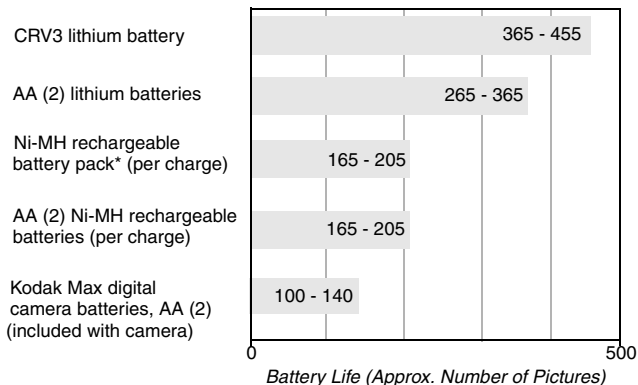 CRV3 lithium battery
365 - 455
AA (2) lithium batteries
265 - 365
Ni-MH rechargeable
battery pack* (per charge)
165 - 205
AA (2) Ni-MH rechargeable
batteries (per charge)
165 - 205
Kodak Max digital
camera batteries, AA (2)
(included with camera)
100 - 140
0
500
Battery Life (Approx. Number of Pictures)